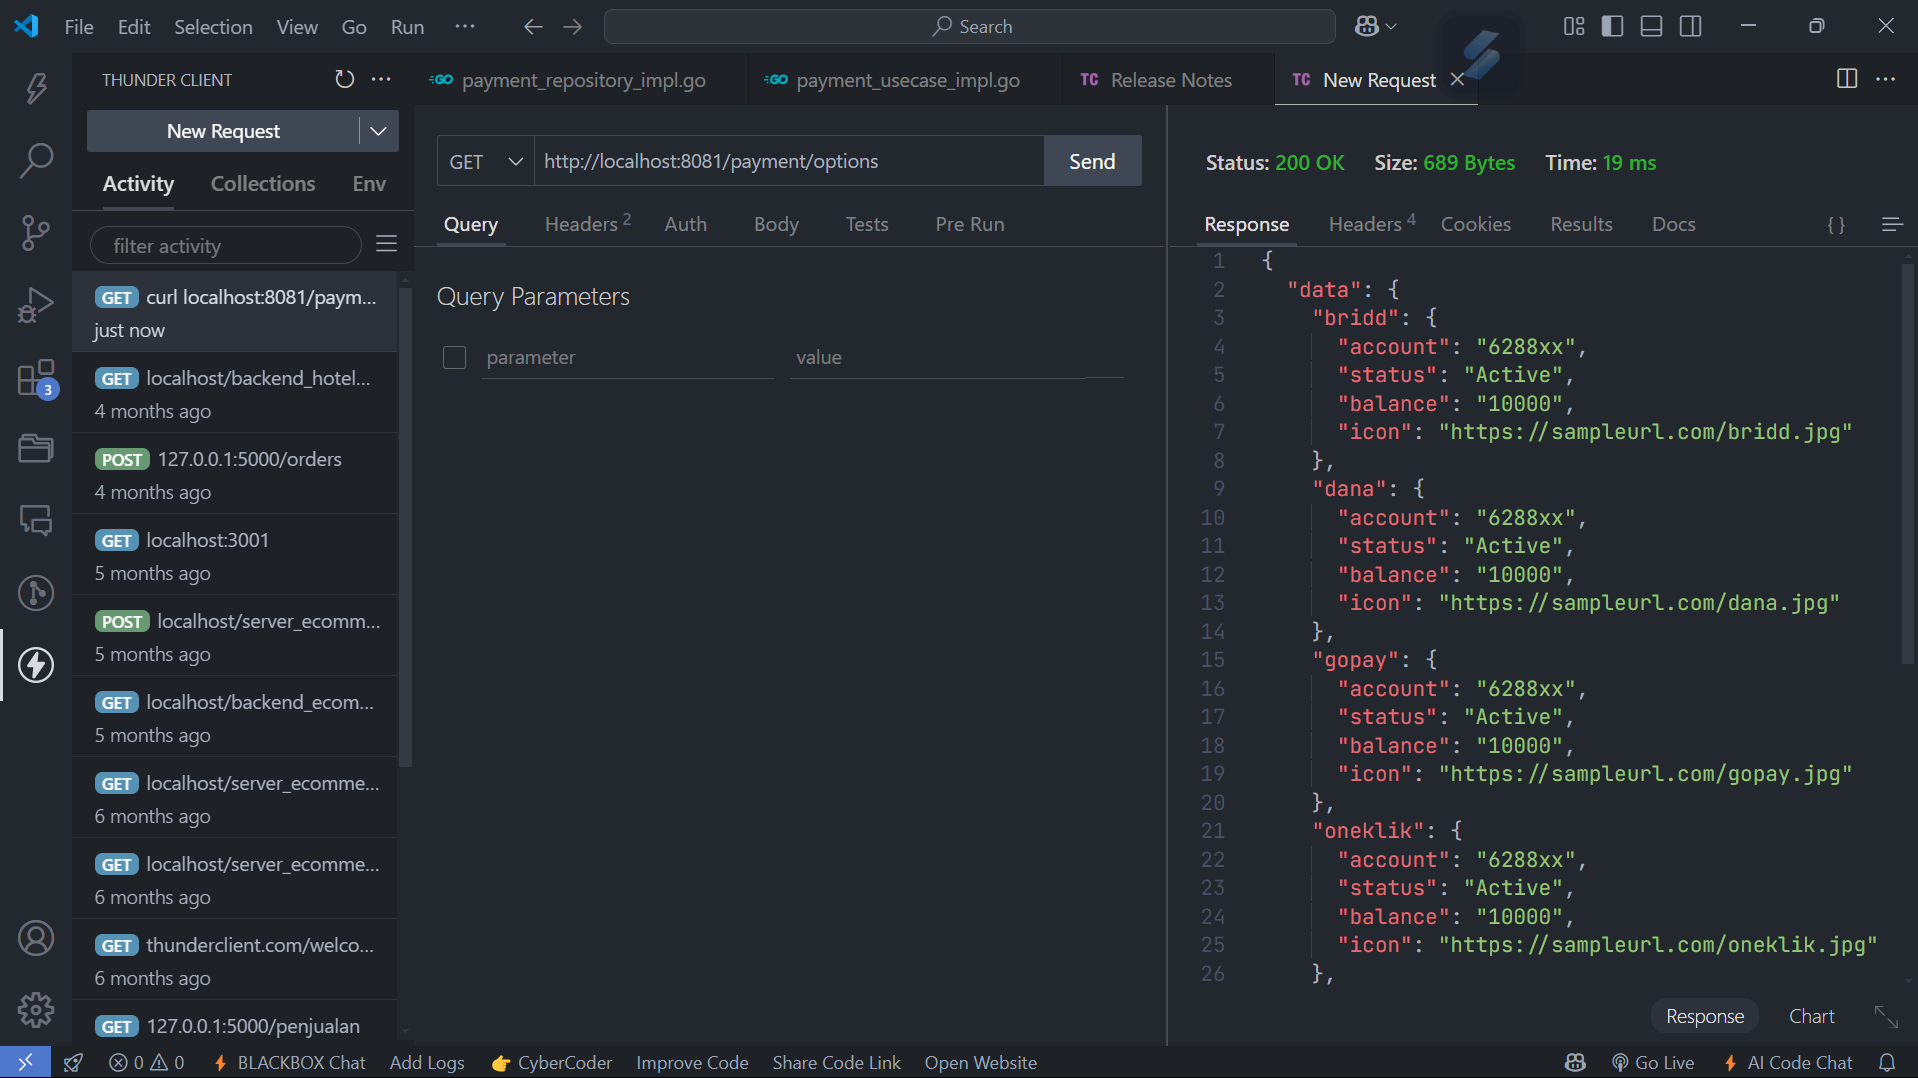 File Edit Selection View Go Run ··· Search
THUNDER CLIENT
New Request
Activity Collections Env
filter activity
GET curl localhost:8081/paym...
just now
GET localhost/backend_hotel...
4 months ago
POST 127.0.0.1:5000/orders
4 months ago
GET localhost:3001
5 months ago
POST localhost/server_ecomm...
5 months ago
GET localhost/backend_ecom...
5 months ago
GET localhost/server_ecomme...
6 months ago
GET localhost/server_ecomme...
6 months ago
GET thunderclient.com/welco...
6 months ago
GET 127.0.0.1:5000/penjualan
3
GO payment_repository_impl.go GO payment_usecase_impl.go TC Release Notes TC New Request
GET http://localhost:8081/payment/options Send
Query Headers 2 Auth Body Tests Pre Run
Query Parameters
parameter value
Status: 200 OK Size: 689 Bytes Time: 19 ms
Response Headers 4 Cookies Results Docs { }
1 {
2 "data": {
3 "bridd": {
4 "account": "6288xx",
5 "status": "Active",
6 "balance": "10000",
7 "icon": "https://sampleurl.com/bridd.jpg"
8 },
9 "dana": {
10 "account": "6288xx",
11 "status": "Active",
12 "balance": "10000",
13 "icon": "https://sampleurl.com/dana.jpg"
14 },
15 "gopay": {
16 "account": "6288xx",
17 "status": "Active",
18 "balance": "10000",
19 "icon": "https://sampleurl.com/gopay.jpg"
20 },
21 "oneklik": {
22 "account": "6288xx",
23 "status": "Active",
24 "balance": "10000",
25 "icon": "https://sampleurl.com/oneklik.jpg"
26 },
Response Chart
0 0 BLACKBOX Chat Add Logs 👉 CyberCoder Improve Code Share Code Link Open Website Go Live AI Code Chat